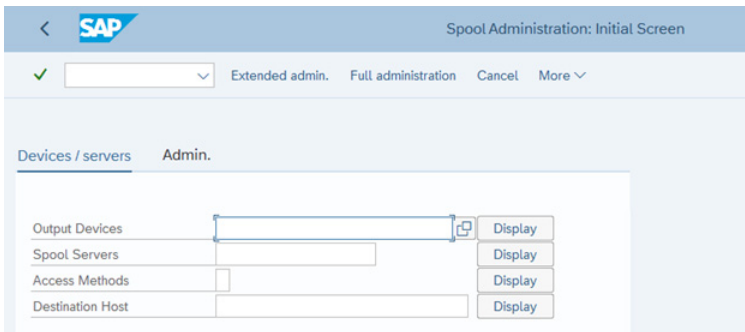 SAP Spool Administration: Initial Screen
Extended admin. Full administration Cancel More
Devices / servers Admin.
Output Devices Display
Spool Servers Display
Access Methods Display
Destination Host Display